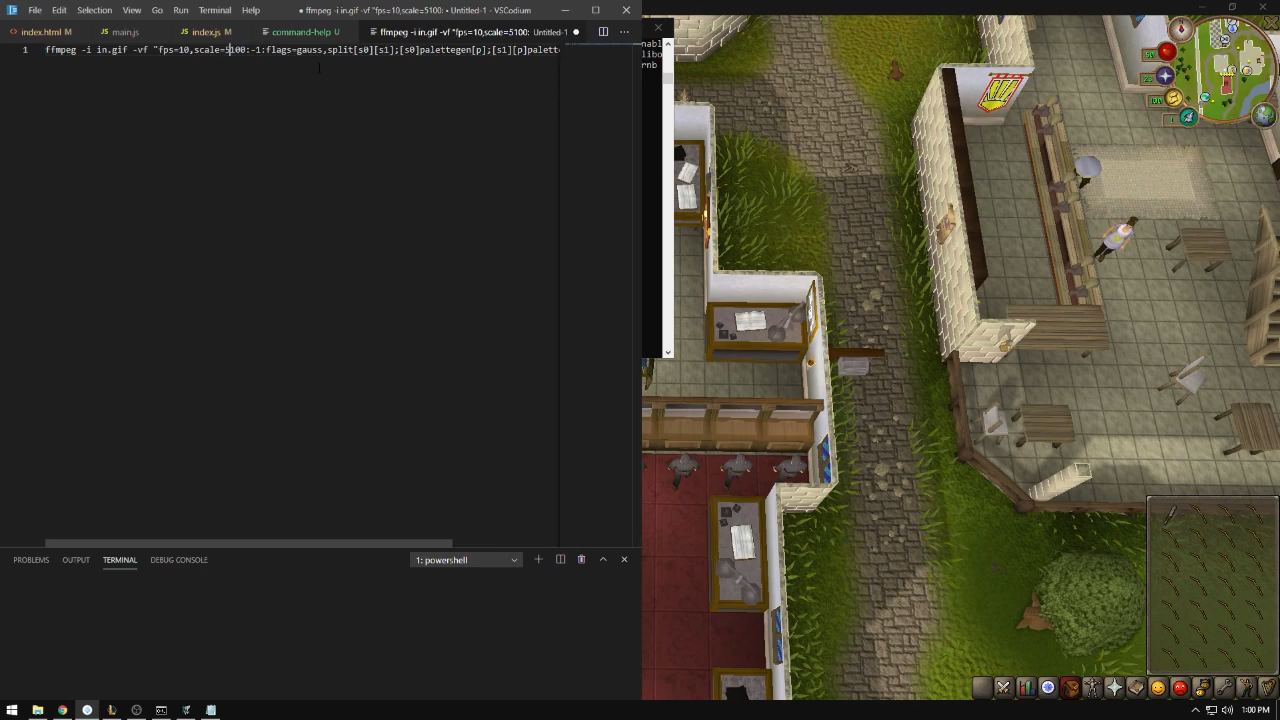 File Edit Selection View Go Run Terminal Help ● ffmpeg -i in.gif -vf "fps=10,scale=5100: • Untitled-1 - VSCodium
index.html M main.js index.js M command-help U ffmpeg -i in.gif -vf "fps=10,scale=5100: Untitled-1
1 ffmpeg -i in.gif -vf "fps=10,scale=5100:-1:flags=gauss,split[s0][s1];[s0]palettegen[p];[s1][p]palett
nabl
libo
rnb
PROBLEMS OUTPUT TERMINAL DEBUG CONSOLE 1: powershell
1:00 PM